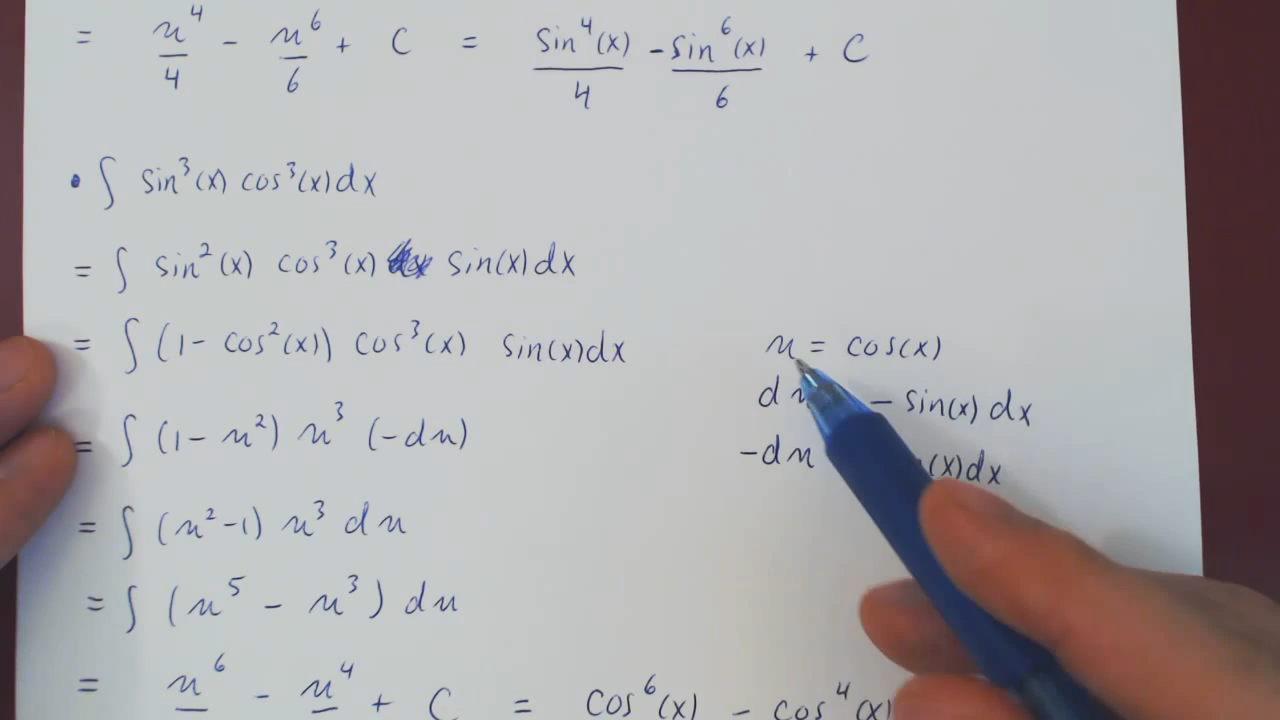 = u^4/4 - u^6/6 + C = sin^4(x)/4 - sin^6(x)/6 + C
• ∫ sin^3(x) cos^3(x) dx
= ∫ sin^2(x) cos^3(x) sin(x) dx
= ∫ (1 - cos^2(x)) cos^3(x) sin(x) dx
u = cos(x)
du - sin(x) dx
-du (x) dx
= ∫ (1 - u^2) u^3 (-du)
= ∫ (u^2 - 1) u^3 du
= ∫ (u^5 - u^3) du
= u^6 - u^4 + C = cos^6(x) - cos^4(x)